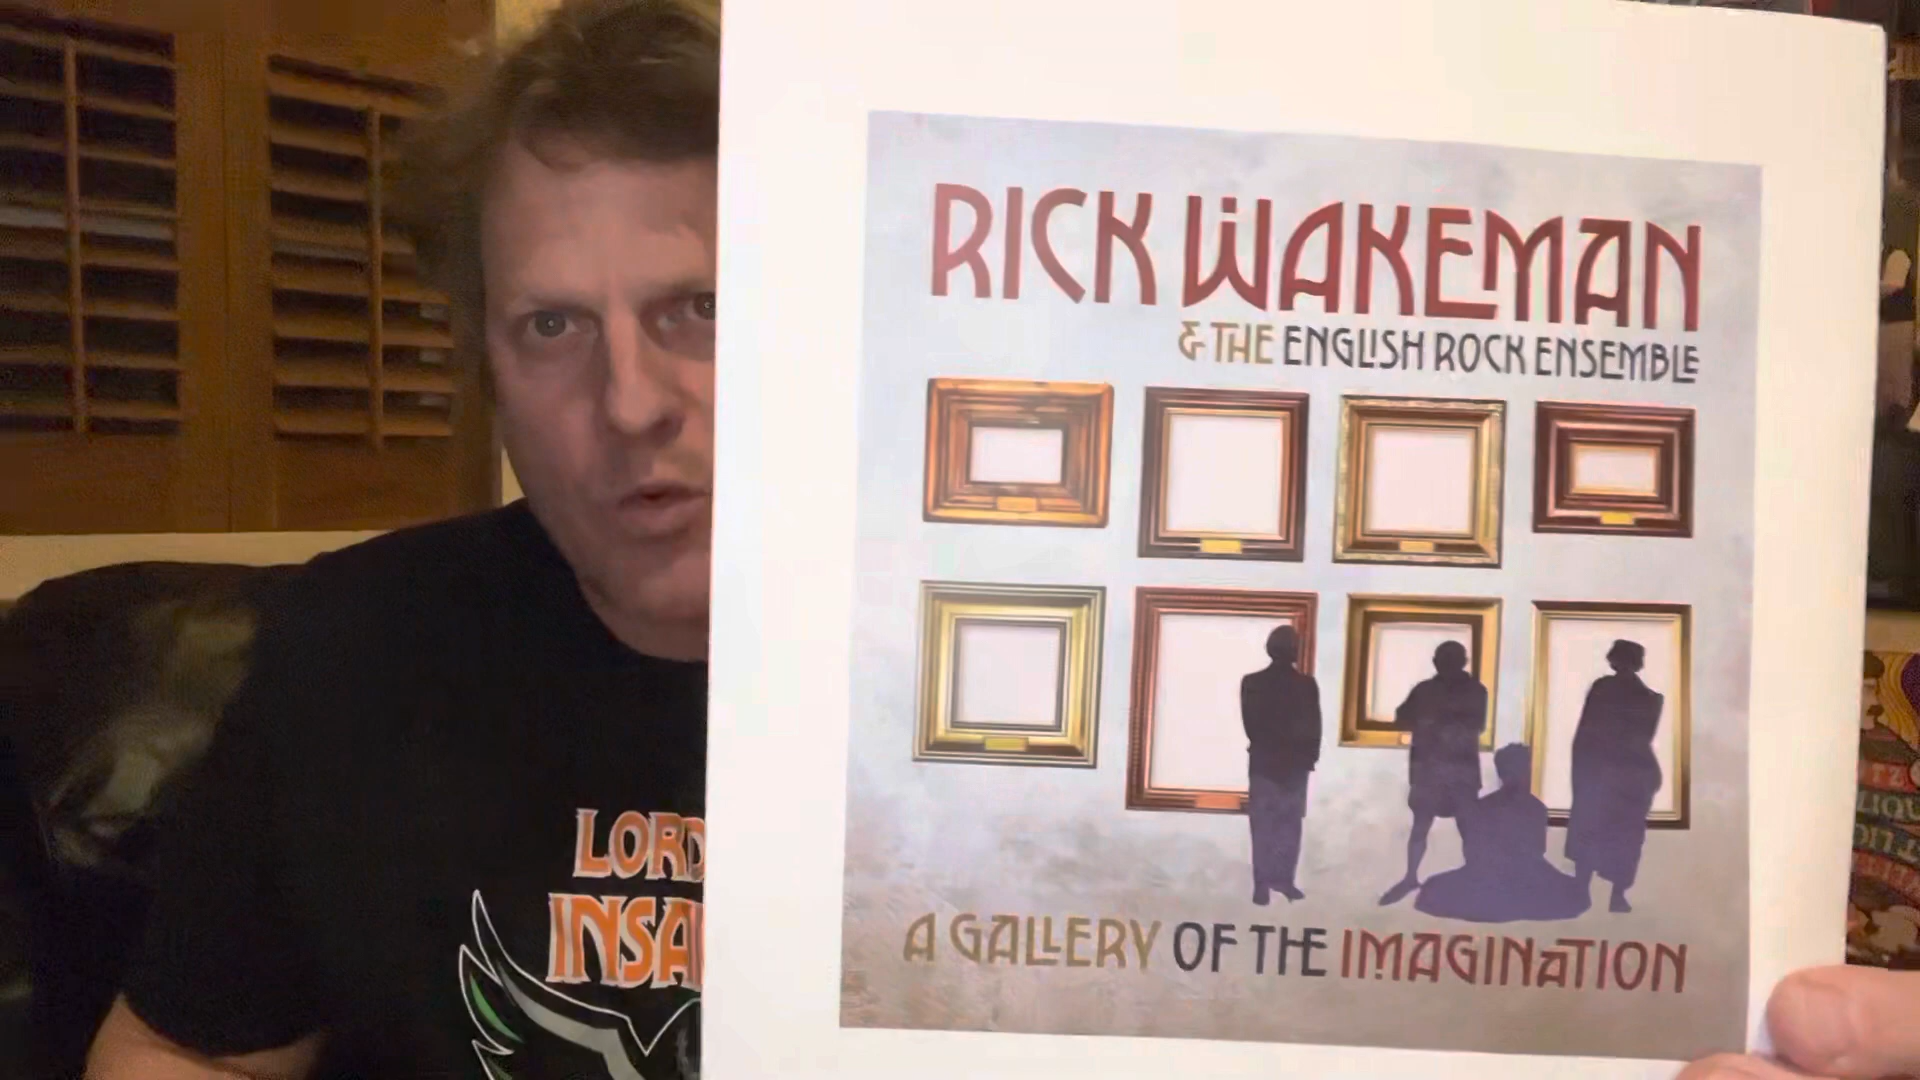 RICK WAKEMAN
& THE ENGLISH ROCK ENSEMBLE
A GALLERY OF THE IMAGINATION
LORD
INSA